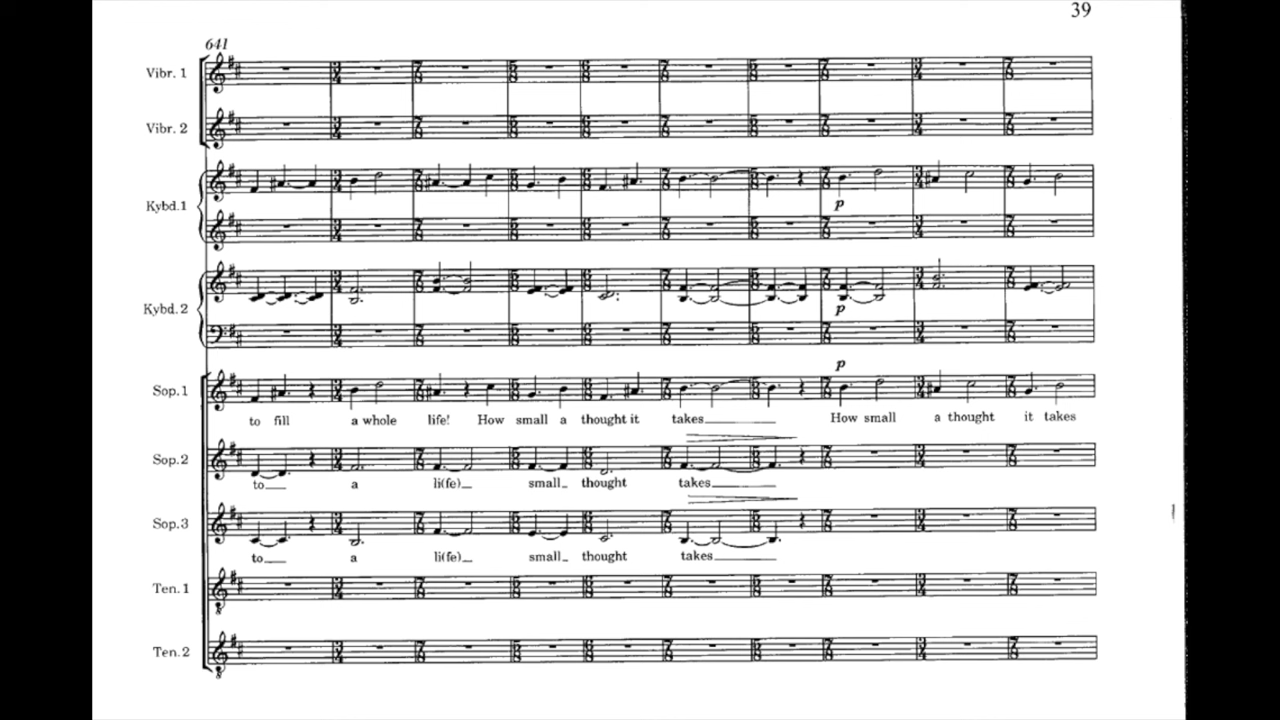 39
641
Vibr. 1
Vibr. 2
Kybd.1
p
Kybd.2
p
p
Sop.1
to fill a whole life! How small a thought it takes How small a thought it takes
Sop.2
to a li(fe) small thought takes
Sop.3
to a li(fe) small thought takes
Ten.1
Ten.2